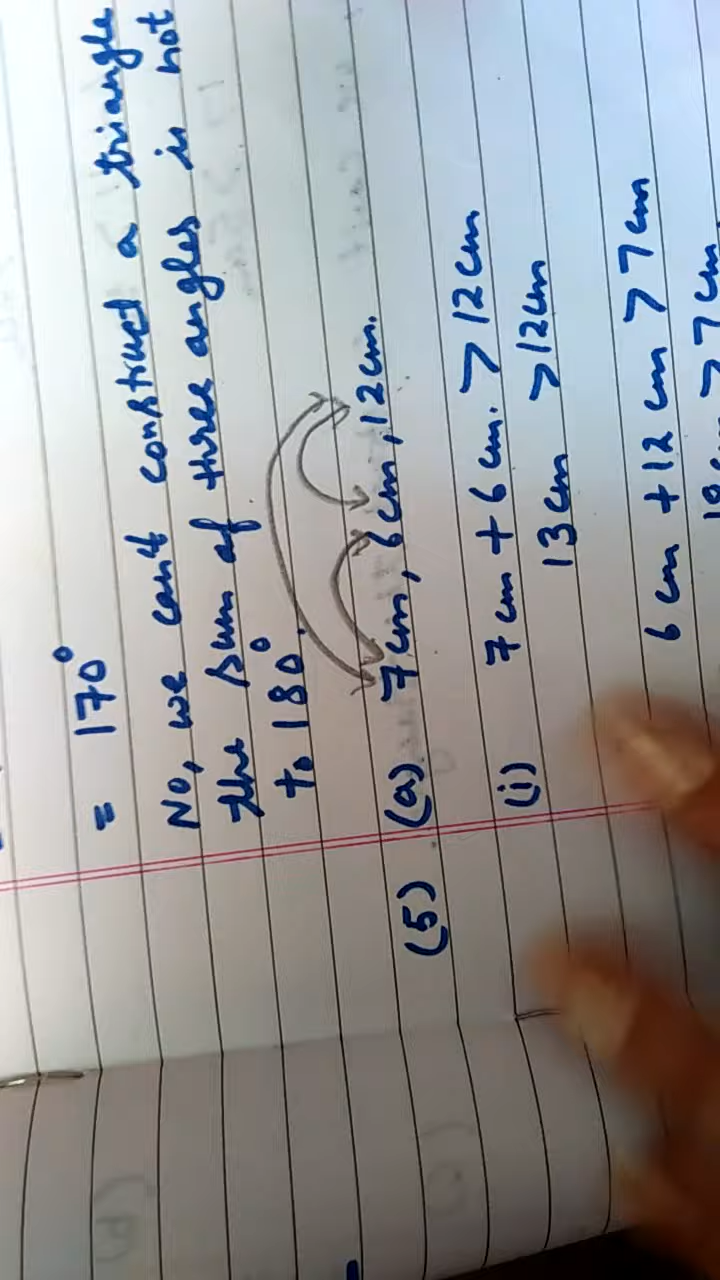 = 170°
No, we can't construct a triangle
the sum of three angles is not
to 180°.
(5) (a) 7cm, 6cm, 12cm.
(i) 7cm + 6cm. > 12cm
13cm > 12cm
6cm + 12cm > 7cm
> 7cm